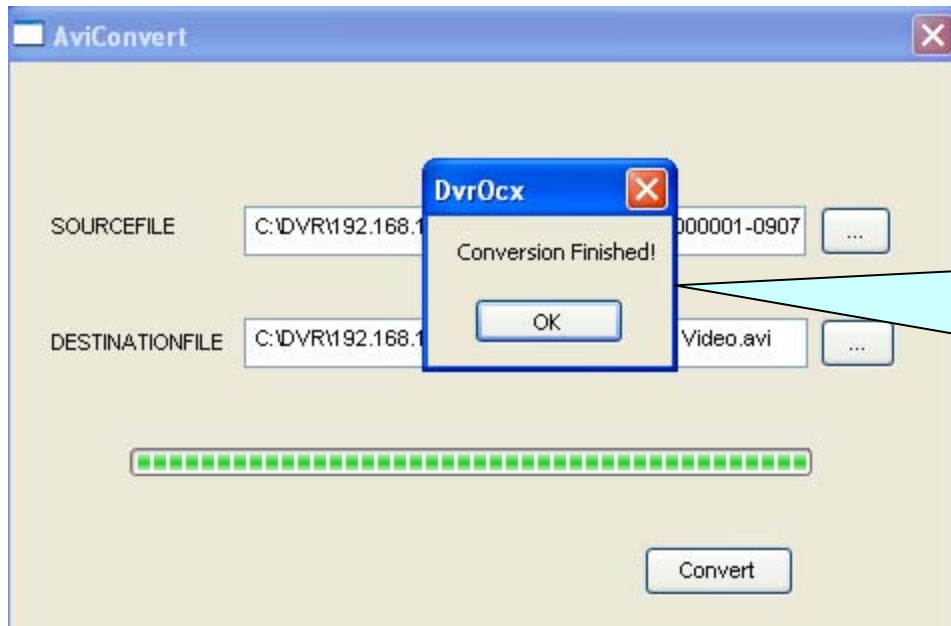 AviConvert
DvrOcx
Conversion Finished!
OK
SOURCEFILE
C:\DVR\192.168.1
000001-0907
...
DESTINATIONFILE
C:\DVR\192.168.1
Video.avi
...
Convert